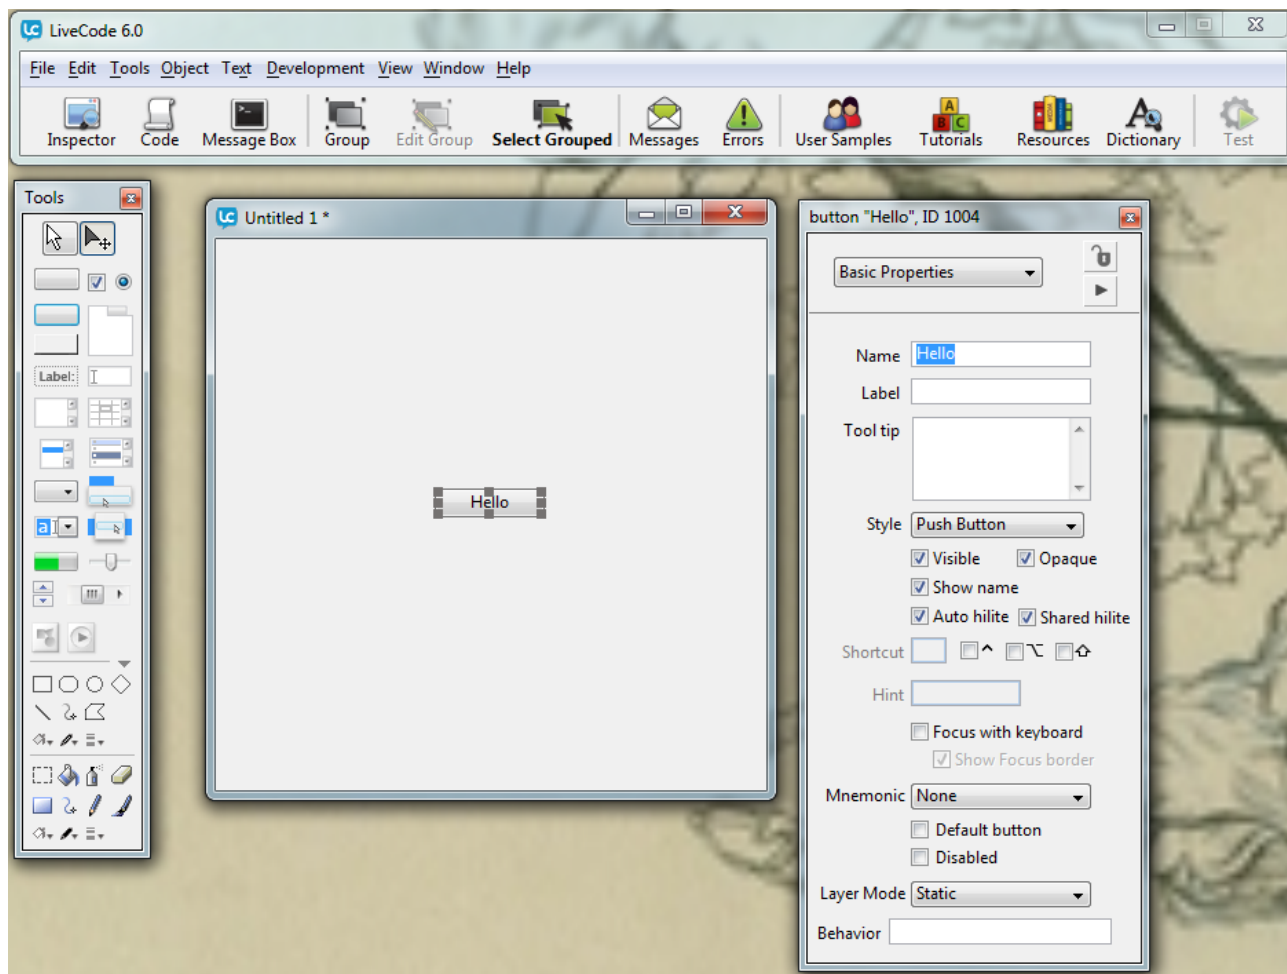 LiveCode 6.0
File Edit Tools Object Text Development View Window Help
Inspector Code Message Box Group Edit Group Select Grouped Messages Errors User Samples Tutorials Resources Dictionary Test
Tools
Label:
Untitled 1 *
Hello
button "Hello", ID 1004
Basic Properties
Name Hello
Label
Tool tip
Style Push Button
Visible Opaque
Show name
Auto hilite Shared hilite
Shortcut
Hint
Focus with keyboard
Show Focus border
Mnemonic None
Default button
Disabled
Layer Mode Static
Behavior